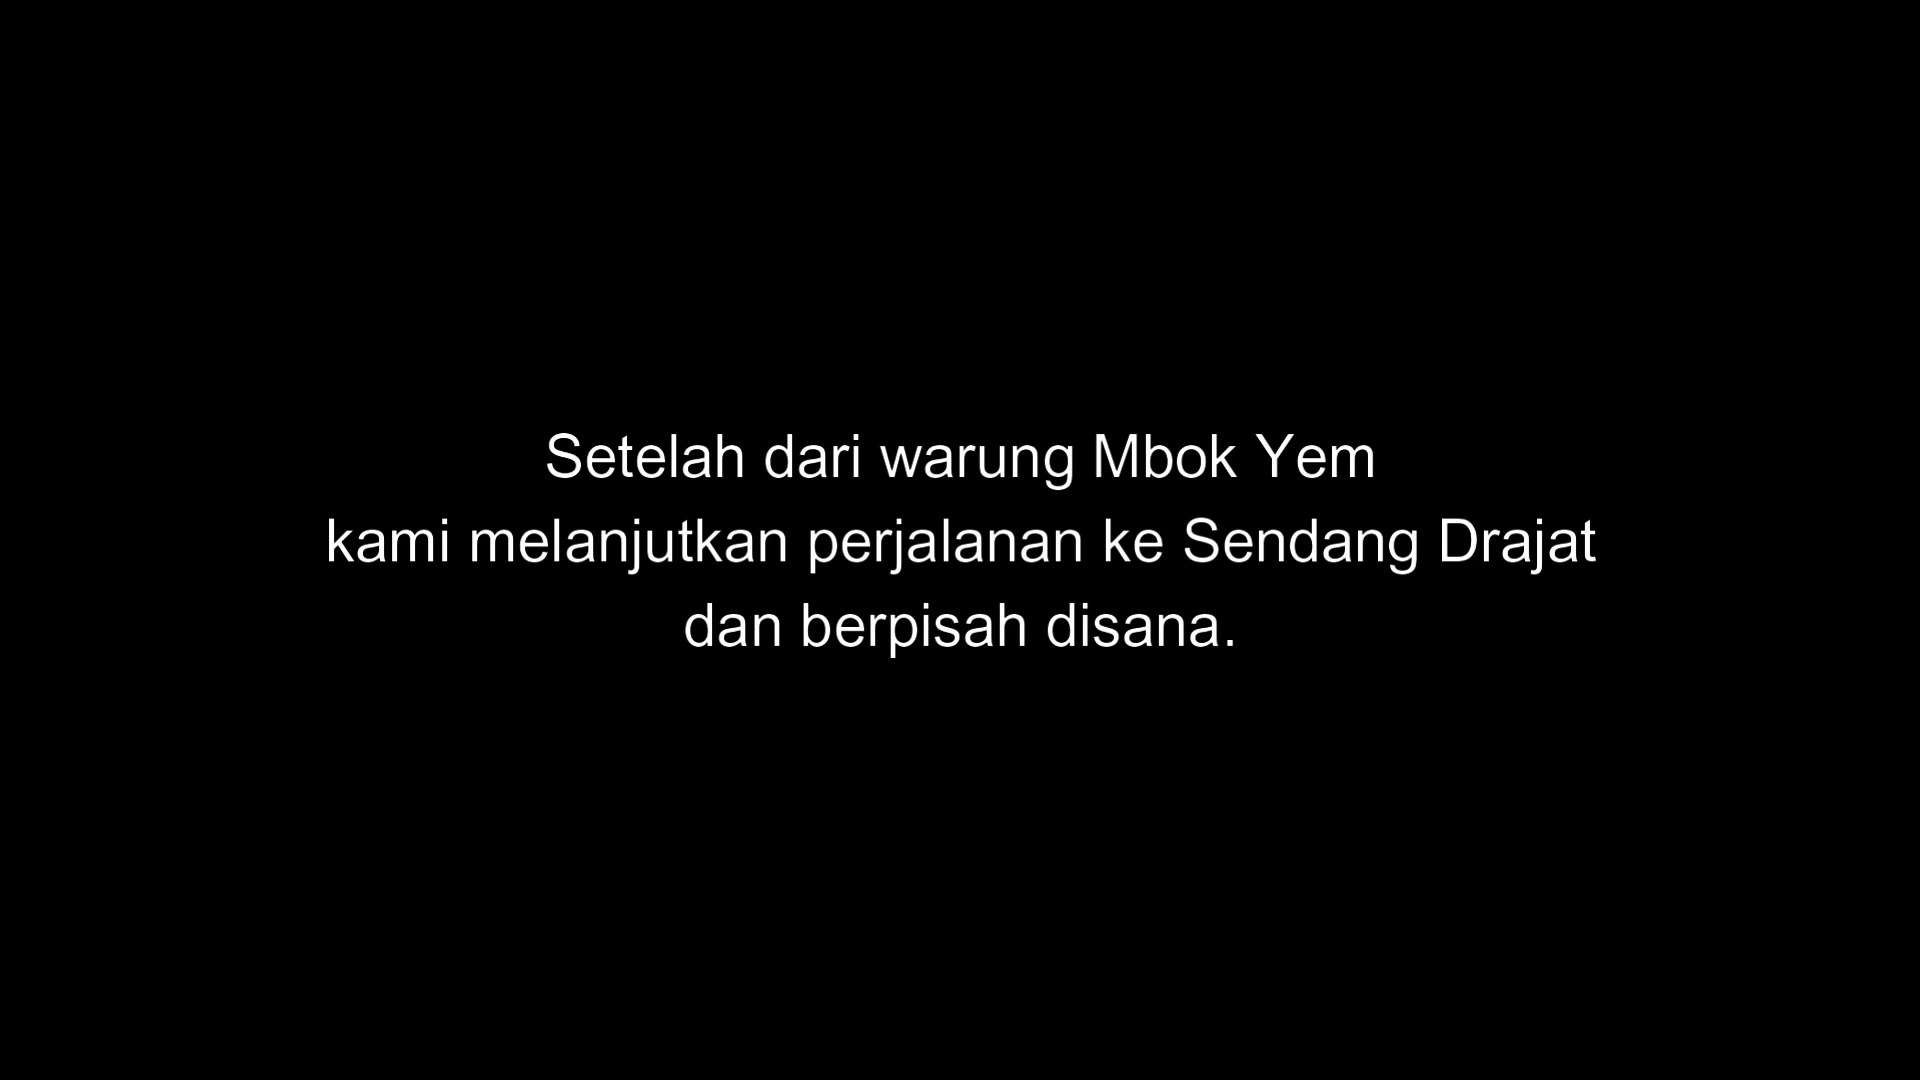 Setelah dari warung Mbok Yem
kami melanjutkan perjalanan ke Sendang Drajat
dan berpisah disana.